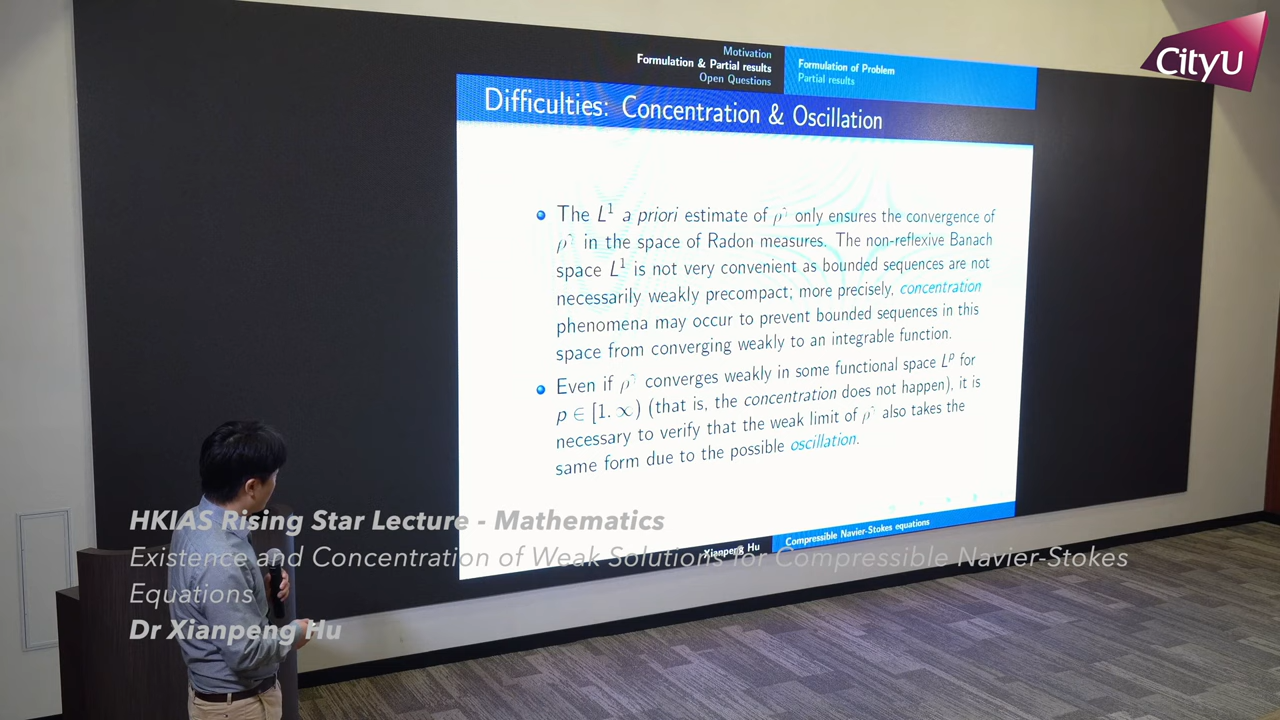 CityU
Motivation
Formulation & Partial results
Open Questions
Formulation of Problem
Partial results
Difficulties: Concentration & Oscillation
The L¹ a priori estimate of ρ^γ only ensures the convergence of
ρ^γ in the space of Radon measures. The non-reflexive Banach
space L¹ is not very convenient as bounded sequences are not
necessarily weakly precompact; more precisely, concentration
phenomena may occur to prevent bounded sequences in this
space from converging weakly to an integrable function.
Even if ρ^γ converges weakly in some functional space L^p for
p ∈ [1, ∞) (that is, the concentration does not happen), it is
necessary to verify that the weak limit of ρ^γ also takes the
same form due to the possible oscillation.
Xianpeng Hu
Compressible Navier-Stokes equations
HKIAS Rising Star Lecture - Mathematics
Existence and Concentration of Weak Solutions for Compressible Navier-Stokes
Equations
Dr Xianpeng Hu